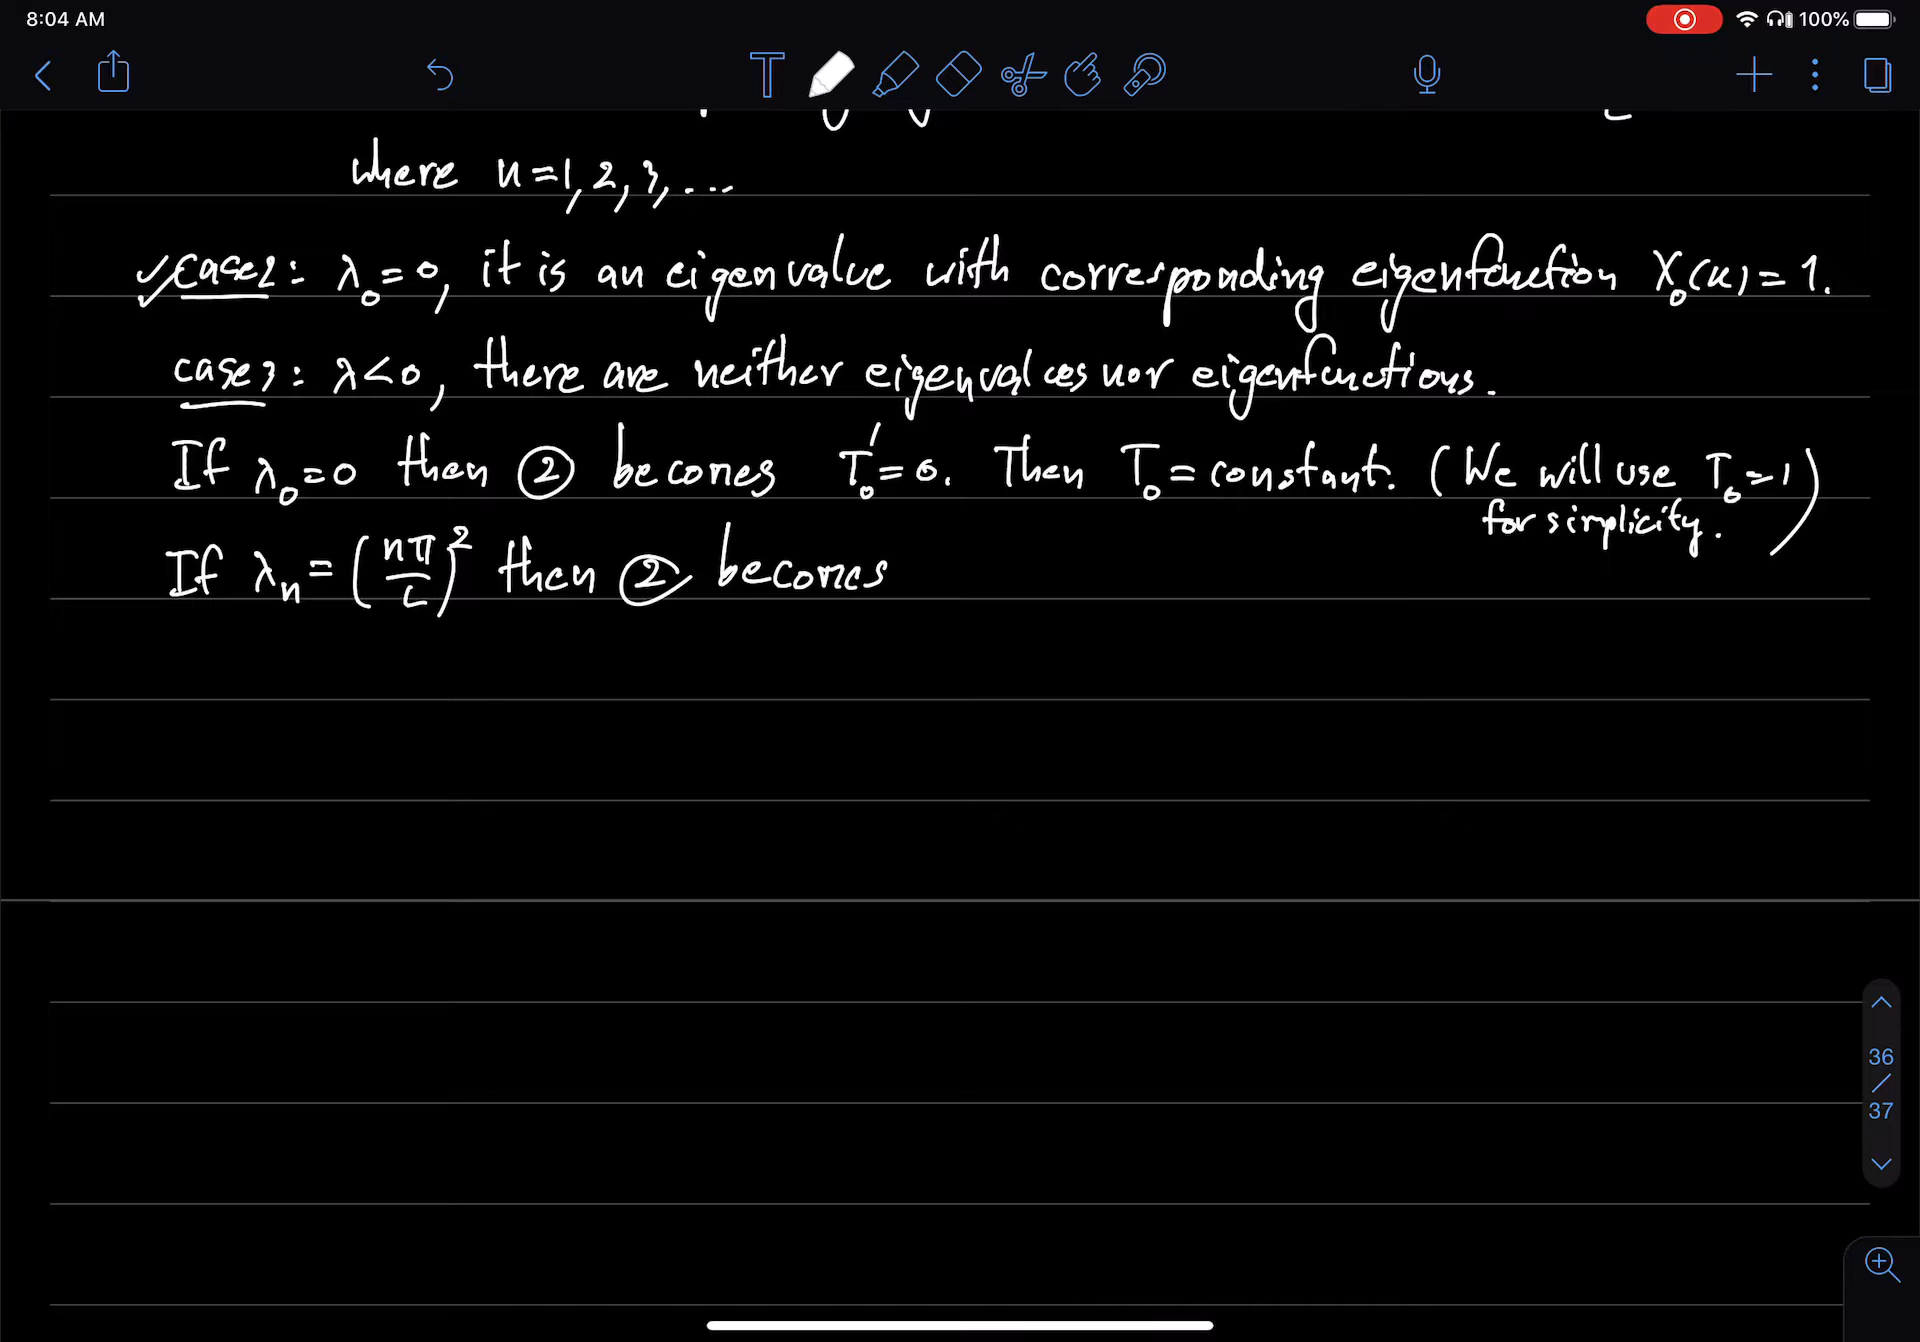 8:04 AM
100%
where n=1, 2, 3, ...
✓case2: λ₀=0, it is an eigenvalue with corresponding eigenfunction X₀(x)=1.
case3: λ<0, there are neither eigenvalues nor eigenfunctions.
If λ₀=0 then ② becomes T₀'=0. Then T₀=constant. (We will use T₀=1
for simplicity.)
If λₙ=(nπ/L)² then ② becomes
36
/
37